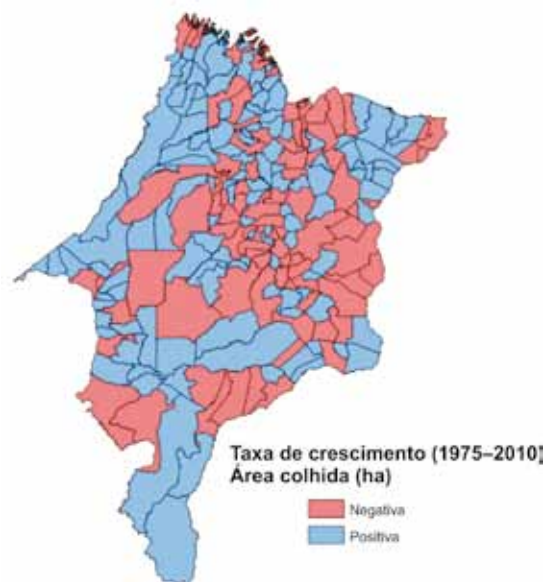 Taxa de crescimento (1975–2010)
Área colhida (ha)
Negativa
Positiva